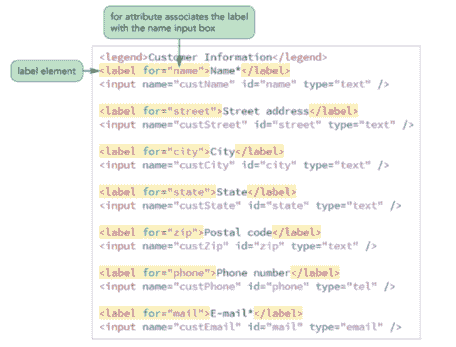 for attribute associates the label
with the name input box
label element
<legend>Customer Information</legend>
<label for="name">Name*</label>
<input name="custName" id="name" type="text" />
<label for="street">Street address</label>
<input name="custStreet" id="street" type="text" />
<label for="city">City</label>
<input name="custCity" id="city" type="text" />
<label for="state">State</label>
<input name="custState" id="state" type="text" />
<label for="zip">Postal code</label>
<input name="custZip" id="zip" type="text" />
<label for="phone">Phone number</label>
<input name="custPhone" id="phone" type="tel" />
<label for="mail">E-mail*</label>
<input name="custEmail" id="mail" type="email" />